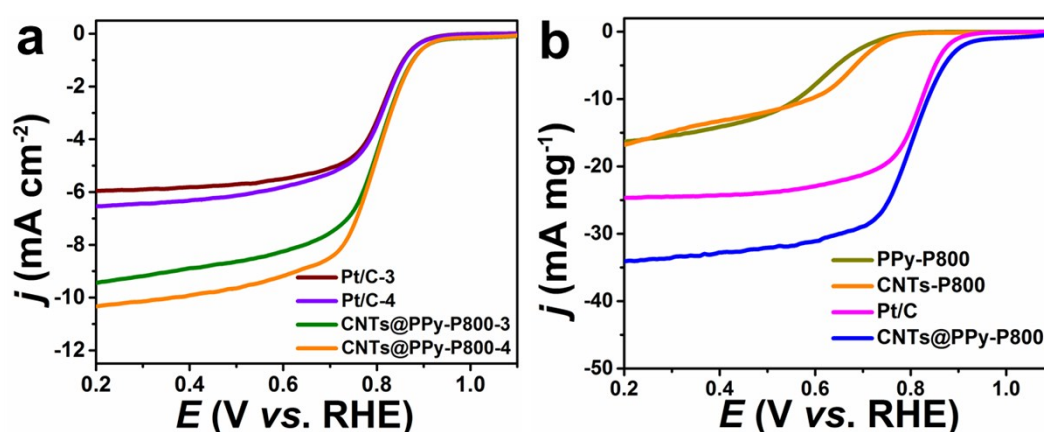 a
j (mA cm-2)
0
-2
-4
-6
-8
-10
-12
Pt/C-3
Pt/C-4
CNTs@PPy-P800-3
CNTs@PPy-P800-4
0.2 0.4 0.6 0.8 1.0
E (V vs. RHE)
b
j (mA mg-1)
0
-10
-20
-30
-40
-50
PPy-P800
CNTs-P800
Pt/C
CNTs@PPy-P800
0.2 0.4 0.6 0.8 1.0
E (V vs. RHE)